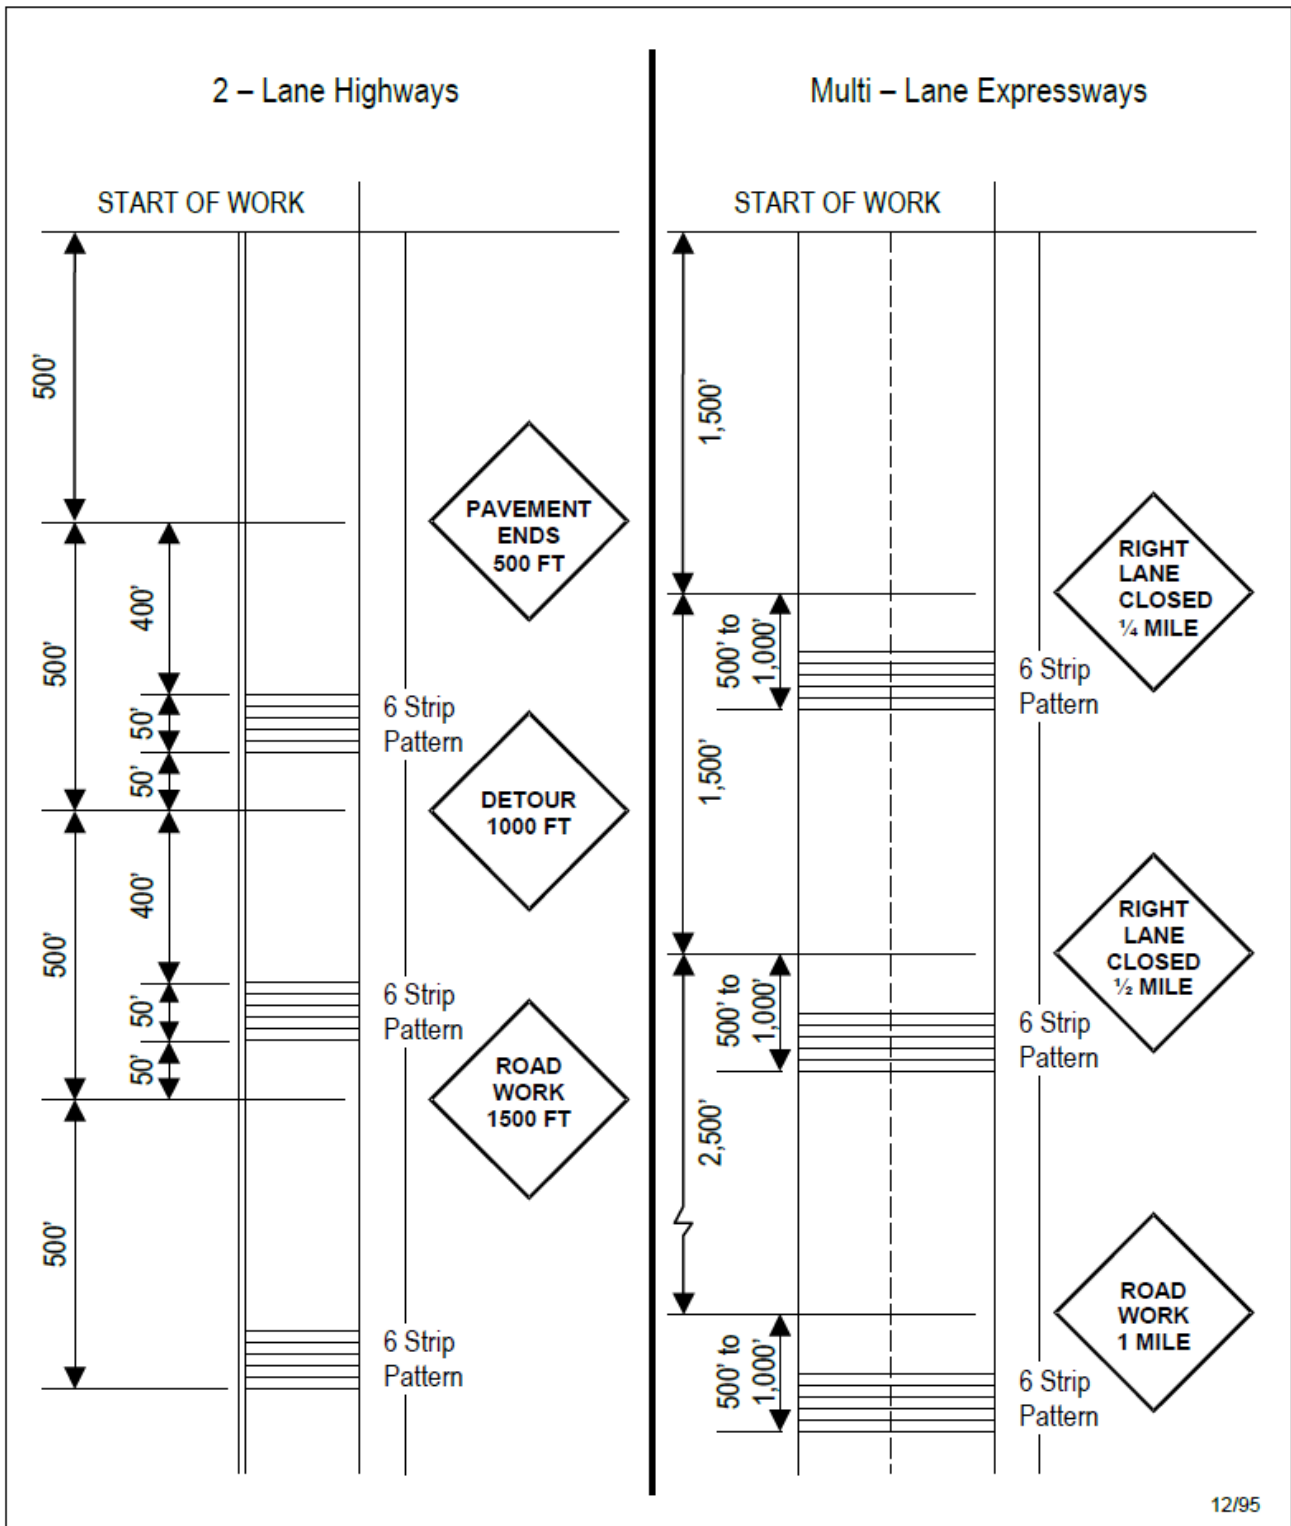 2 – Lane Highways
START OF WORK
500'
PAVEMENT
ENDS
500 FT
500'
400'
50'
50'
6 Strip
Pattern
DETOUR
1000 FT
500'
400'
50'
50'
6 Strip
Pattern
ROAD
WORK
1500 FT
500'
6 Strip
Pattern
Multi – Lane Expressways
START OF WORK
1,500'
RIGHT
LANE
CLOSED
¼ MILE
500' to
1,000'
6 Strip
Pattern
1,500'
RIGHT
LANE
CLOSED
½ MILE
500' to
1,000'
6 Strip
Pattern
2,500'
ROAD
WORK
1 MILE
500' to
1,000'
6 Strip
Pattern
12/95